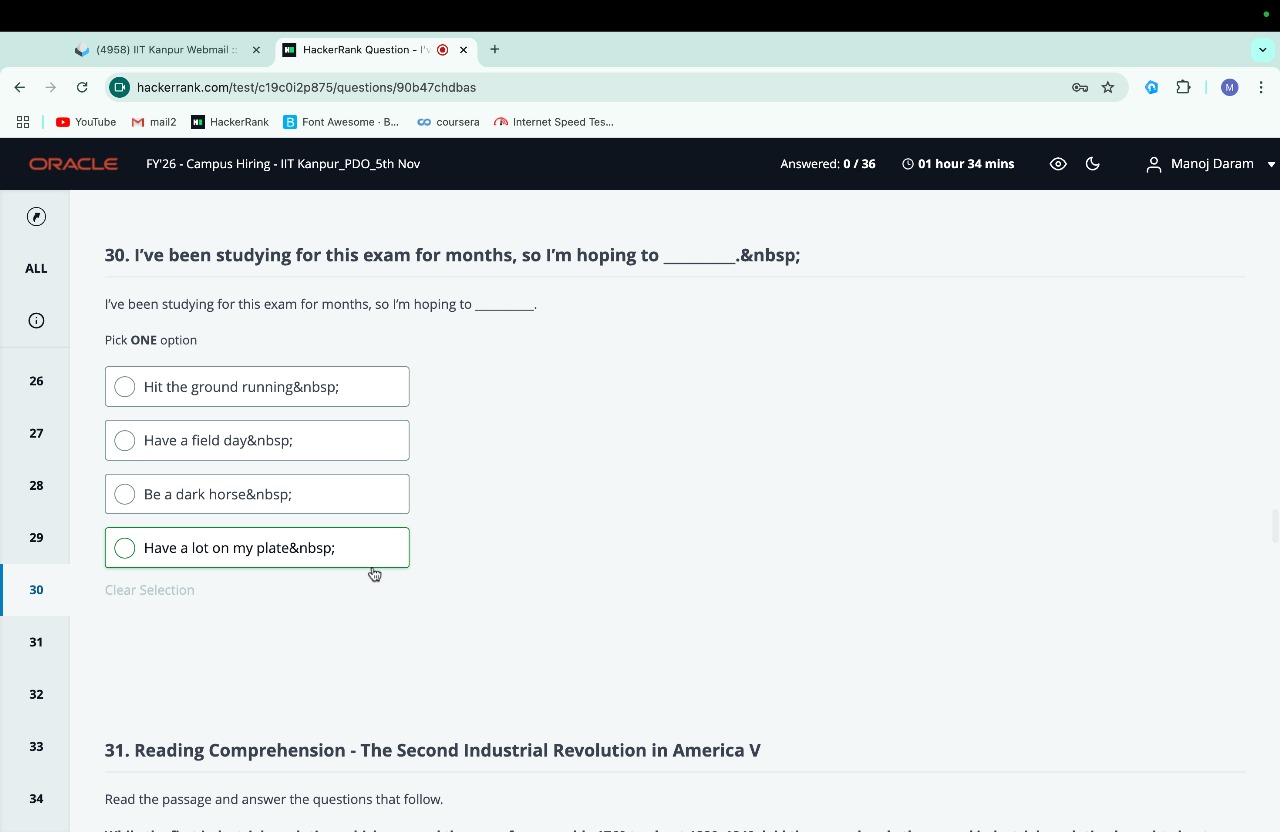 (4958) IIT Kanpur Webmail ::
HackerRank Question - I'v
hackerrank.com/test/c19c0i2p875/questions/90b47chdbas
M
YouTube
mail2
HackerRank
Font Awesome · B...
coursera
Internet Speed Tes...
ORACLE
FY'26 - Campus Hiring - IIT Kanpur_PDO_5th Nov
Answered: 0 / 36
01 hour 34 mins
Manoj Daram
ALL
26
27
28
29
30
31
32
33
34
30. I’ve been studying for this exam for months, so I’m hoping to _________.&nbsp;
I’ve been studying for this exam for months, so I’m hoping to _________.
Pick ONE option
Hit the ground running&nbsp;
Have a field day&nbsp;
Be a dark horse&nbsp;
Have a lot on my plate&nbsp;
Clear Selection
31. Reading Comprehension - The Second Industrial Revolution in America V
Read the passage and answer the questions that follow.